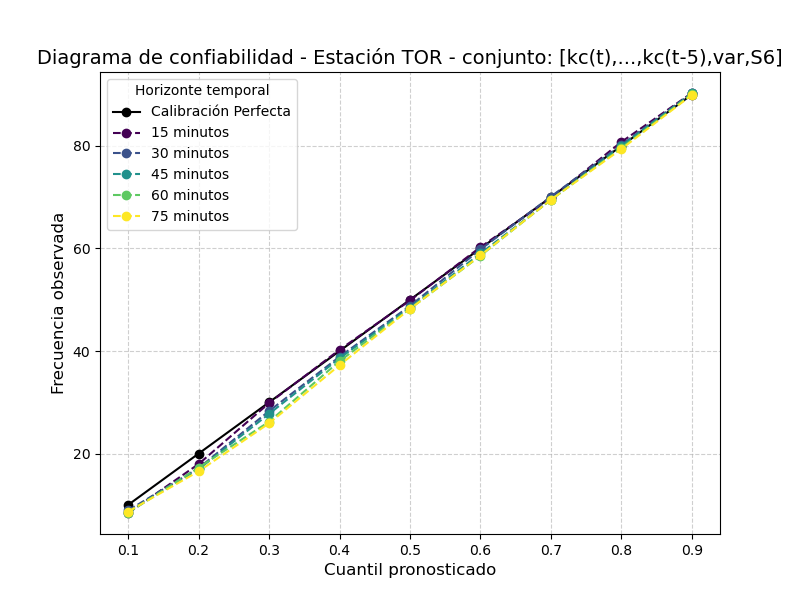 Diagrama de confiabilidad - Estación TOR - conjunto: [kc(t),...,kc(t-5),var,S6]
Horizonte temporal
Calibración Perfecta
15 minutos
30 minutos
45 minutos
60 minutos
75 minutos
Frecuencia observada
80
60
40
20
0.1 0.2 0.3 0.4 0.5 0.6 0.7 0.8 0.9
Cuantil pronosticado